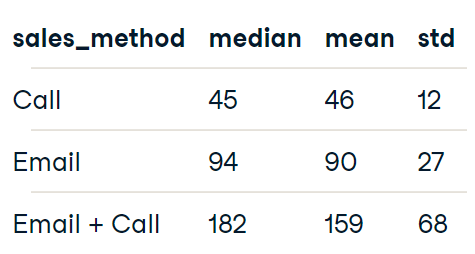 sales_method median mean std
Call 45 46 12
Email 94 90 27
Email + Call 182 159 68